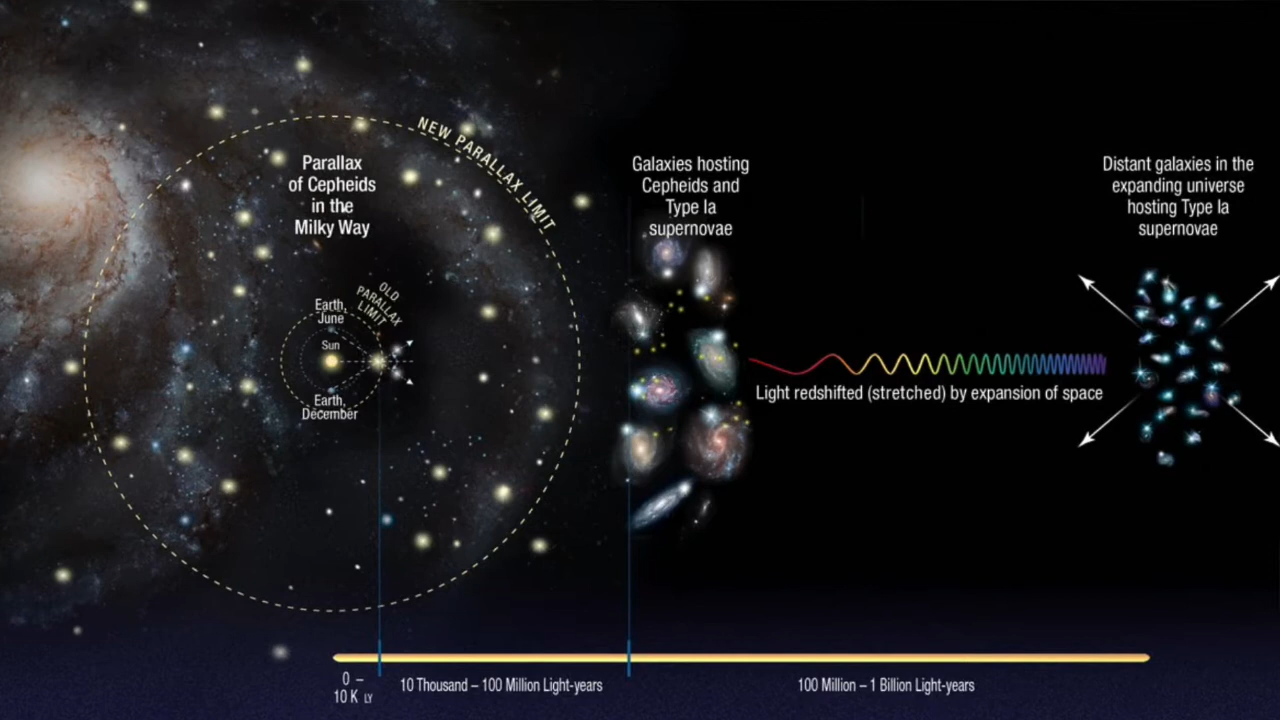 NEW PARALLAX LIMIT
Parallax
of Cepheids
in the
Milky Way
OLD
PARALLAX
LIMIT
Earth,
June
Sun
Earth,
December
Galaxies hosting
Cepheids and
Type Ia
supernovae
Light redshifted (stretched) by expansion of space
Distant galaxies in the
expanding universe
hosting Type Ia
supernovae
0 –
10 K LY
10 Thousand – 100 Million Light-years
100 Million – 1 Billion Light-years